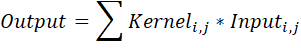 Output = ∑ Kernel_{i,j} * Input_{i,j}